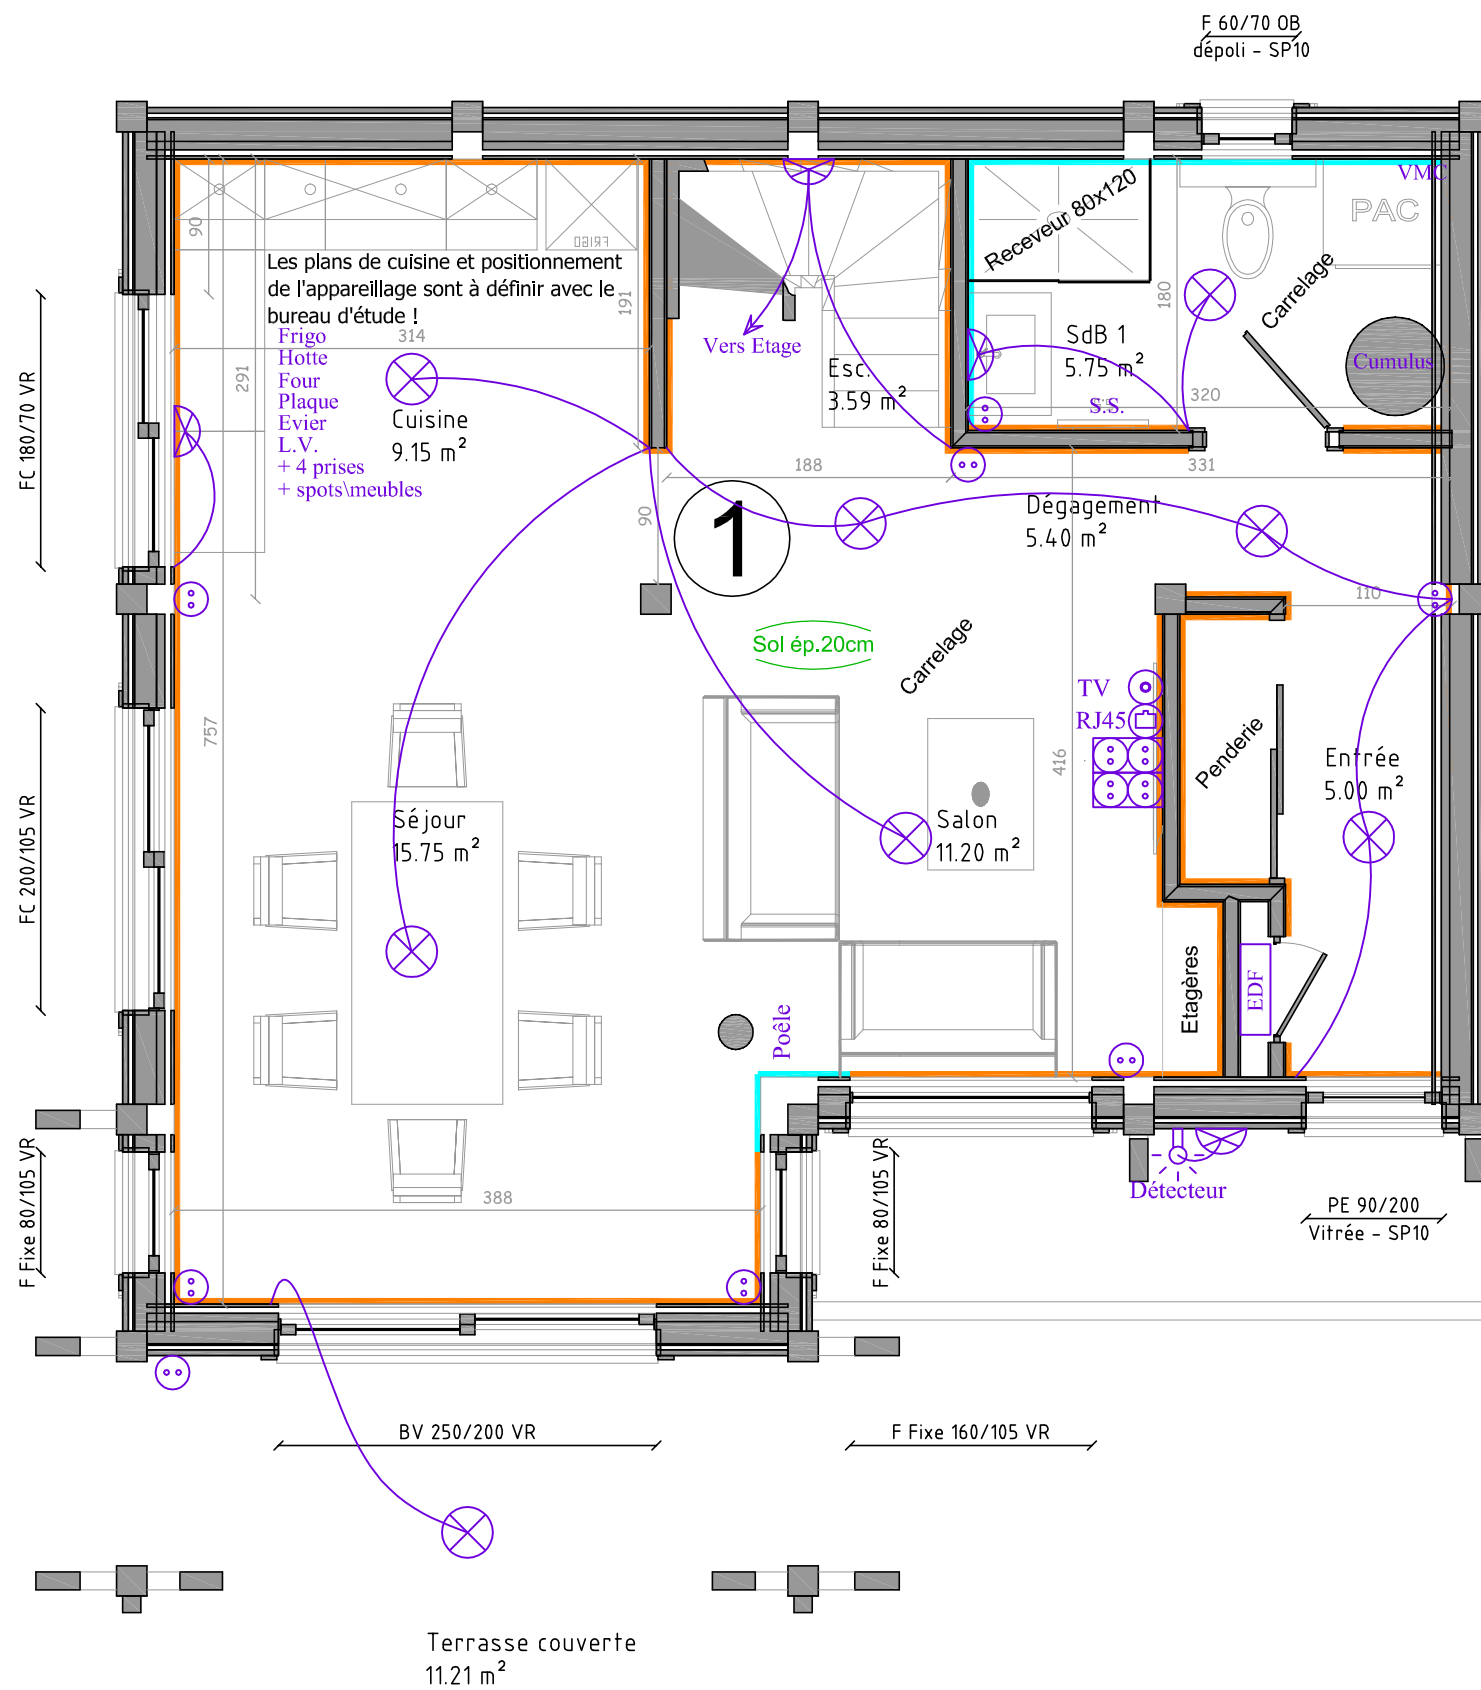 F 60/70 OB
dépoli - SP10
VMC
PAC
Receveur 80x120
Carrelage
FRIGO
90
Les plans de cuisine et positionnement
de l'appareillage sont à définir avec le
bureau d'étude !
191
180
314
Frigo
Hotte
Four
Plaque
Evier
L.V.
+ 4 prises
+ spots\meubles
291
Vers Etage
Esc.
3.59 m²
SdB 1
5.75 m²
Cumulus
S.S.
320
Cuisine
9.15 m²
FC 180/70 VR
188
331
90
1
Dégagement
5.40 m²
110
Sol ép.20cm
Carrelage
TV
RJ45
757
416
Penderie
Entrée
5.00 m²
FC 200/105 VR
Séjour
15.75 m²
Salon
11.20 m²
Etagères
EDF
Poêle
F Fixe 80/105 VR
F Fixe 80/105 VR
388
Détecteur
PE 90/200
Vitrée - SP10
BV 250/200 VR
F Fixe 160/105 VR
Terrasse couverte
11.21 m²